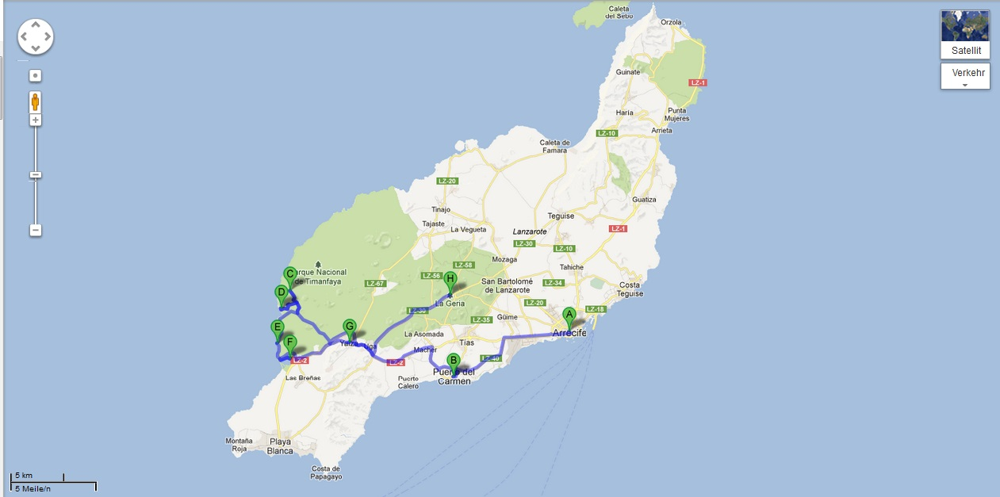 Caleta
del Sebo
Orzola
Satellit
Verkehr
Guinate
LZ-1
Haría
Punta
Mujeres
Arrieta
LZ-10
Caleta de
Famara
LZ-20
Guatiza
Tinajo
Teguise
Tajaste
La Vegueta
Lanzarote
LZ-1
LZ-30
LZ-10
Mozaga
LZ-58
Tahiche
C
Parque Nacional
de Timanfaya
LZ-56
H
LZ-67
San Bartolomé
de Lanzarote
LZ-34
Costa
Teguise
D
La Geria
LZ-20
LZ-30
LZ-18
A
Güime
LZ-35
E
G
Arrecife
La Asomada
F
Yaiza
Uga
Macher
Tías
LZ-2
LZ-2
LZ-40
B
Puerto del
Carmen
Las Breñas
Puerto
Calero
Montaña
Roja
Playa
Blanca
Costa de
Papagayo
5 km
5 Meile/n